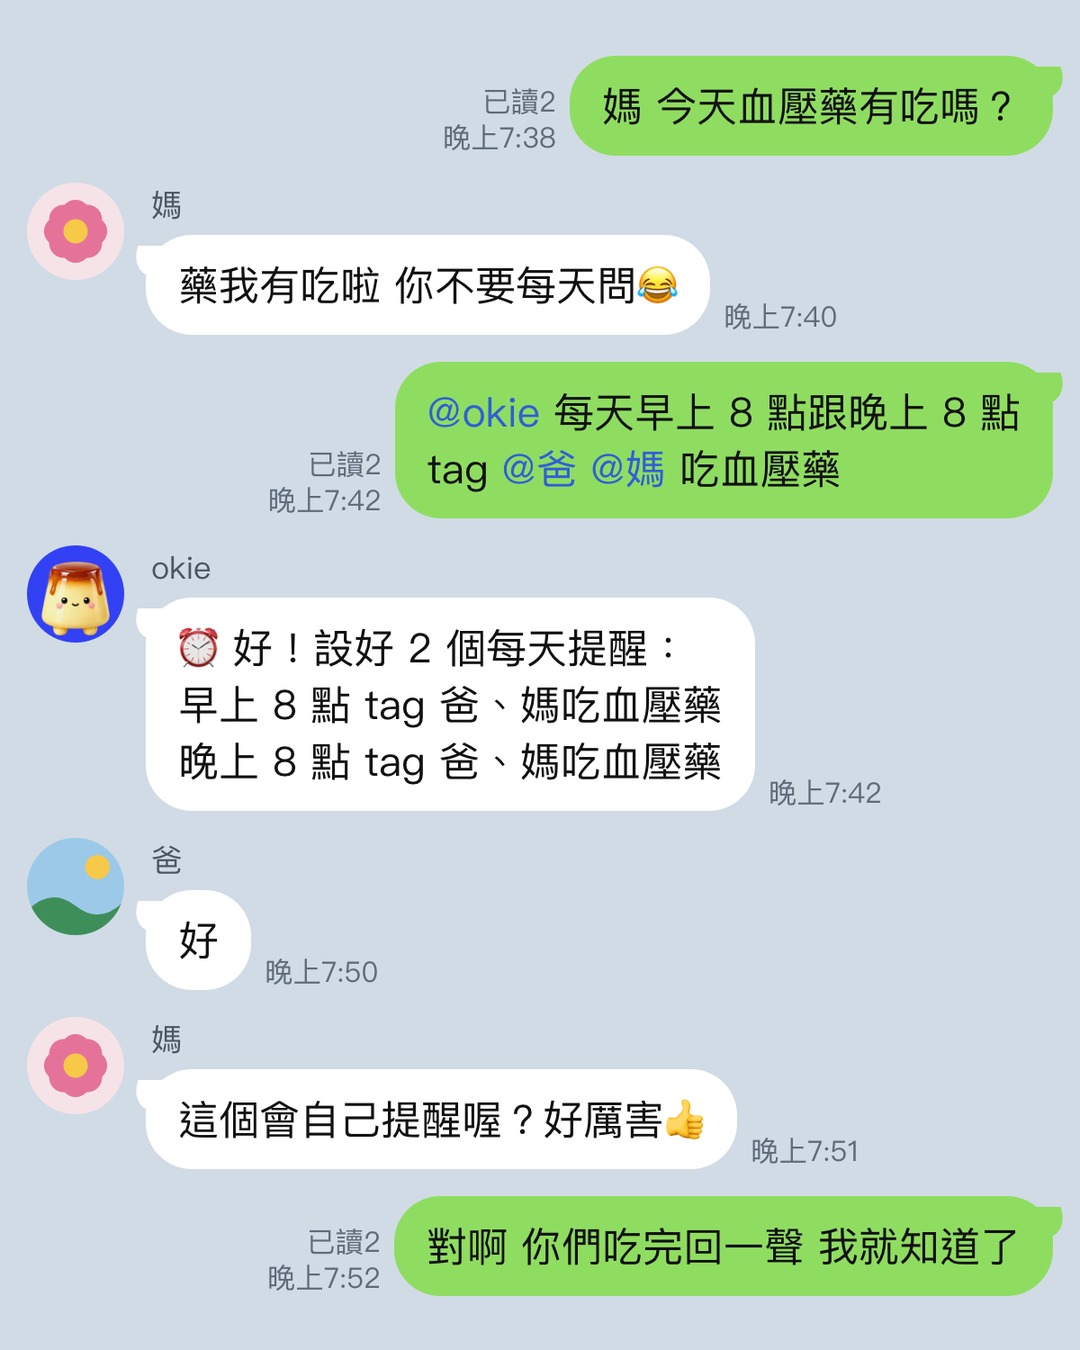 媽 今天血壓藥有吃嗎？
已讀2
晚上7:38
媽
藥我有吃啦 你不要每天問😂
晚上7:40
@okie 每天早上 8 點跟晚上 8 點
tag @爸 @媽 吃血壓藥
已讀2
晚上7:42
okie
⏰ 好！設好 2 個每天提醒：
早上 8 點 tag 爸、媽吃血壓藥
晚上 8 點 tag 爸、媽吃血壓藥
晚上7:42
爸
好
晚上7:50
媽
這個會自己提醒喔？好厲害👍
晚上7:51
對啊 你們吃完回一聲 我就知道了
已讀2
晚上7:52